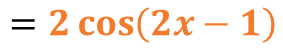 = 2 cos(2x − 1)